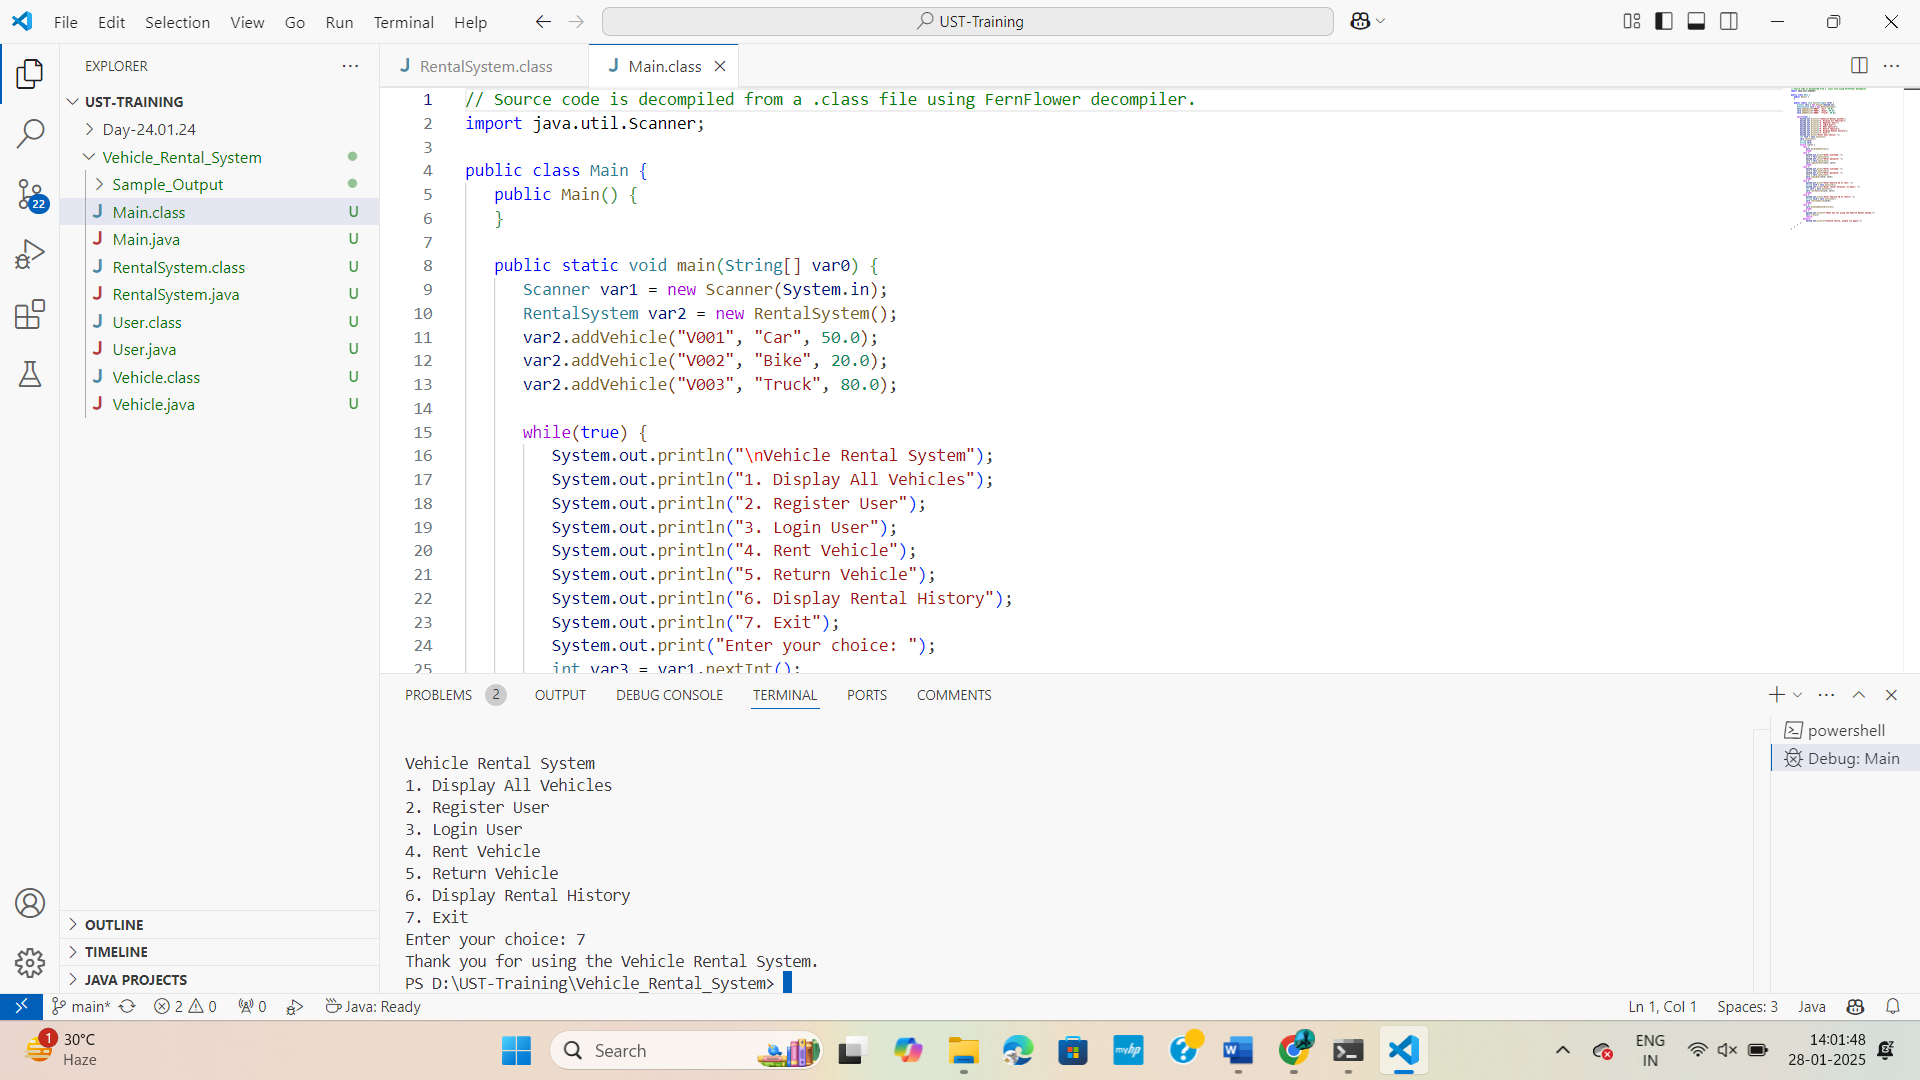 File Edit Selection View Go Run Terminal Help
UST-Training
EXPLORER
UST-TRAINING
Day-24.01.24
Vehicle_Rental_System
Sample_Output
Main.class U
Main.java U
RentalSystem.class U
RentalSystem.java U
User.class U
User.java U
Vehicle.class U
Vehicle.java U
22
OUTLINE
TIMELINE
JAVA PROJECTS
RentalSystem.class
Main.class
1 // Source code is decompiled from a .class file using FernFlower decompiler.
2 import java.util.Scanner;
3
4 public class Main {
5 public Main() {
6 }
7
8 public static void main(String[] var0) {
9 Scanner var1 = new Scanner(System.in);
10 RentalSystem var2 = new RentalSystem();
11 var2.addVehicle("V001", "Car", 50.0);
12 var2.addVehicle("V002", "Bike", 20.0);
13 var2.addVehicle("V003", "Truck", 80.0);
14
15 while(true) {
16 System.out.println("\nVehicle Rental System");
17 System.out.println("1. Display All Vehicles");
18 System.out.println("2. Register User");
19 System.out.println("3. Login User");
20 System.out.println("4. Rent Vehicle");
21 System.out.println("5. Return Vehicle");
22 System.out.println("6. Display Rental History");
23 System.out.println("7. Exit");
24 System.out.print("Enter your choice: ");
25 int var3 = var1.nextInt();
PROBLEMS 2 OUTPUT DEBUG CONSOLE TERMINAL PORTS COMMENTS
powershell
Debug: Main
Vehicle Rental System
1. Display All Vehicles
2. Register User
3. Login User
4. Rent Vehicle
5. Return Vehicle
6. Display Rental History
7. Exit
Enter your choice: 7
Thank you for using the Vehicle Rental System.
PS D:\UST-Training\Vehicle_Rental_System>
main* 2 0 0 Java: Ready
Ln 1, Col 1 Spaces: 3 Java
1
30°C
Haze
Search
myhp
ENG
IN
14:01:48
28-01-2025